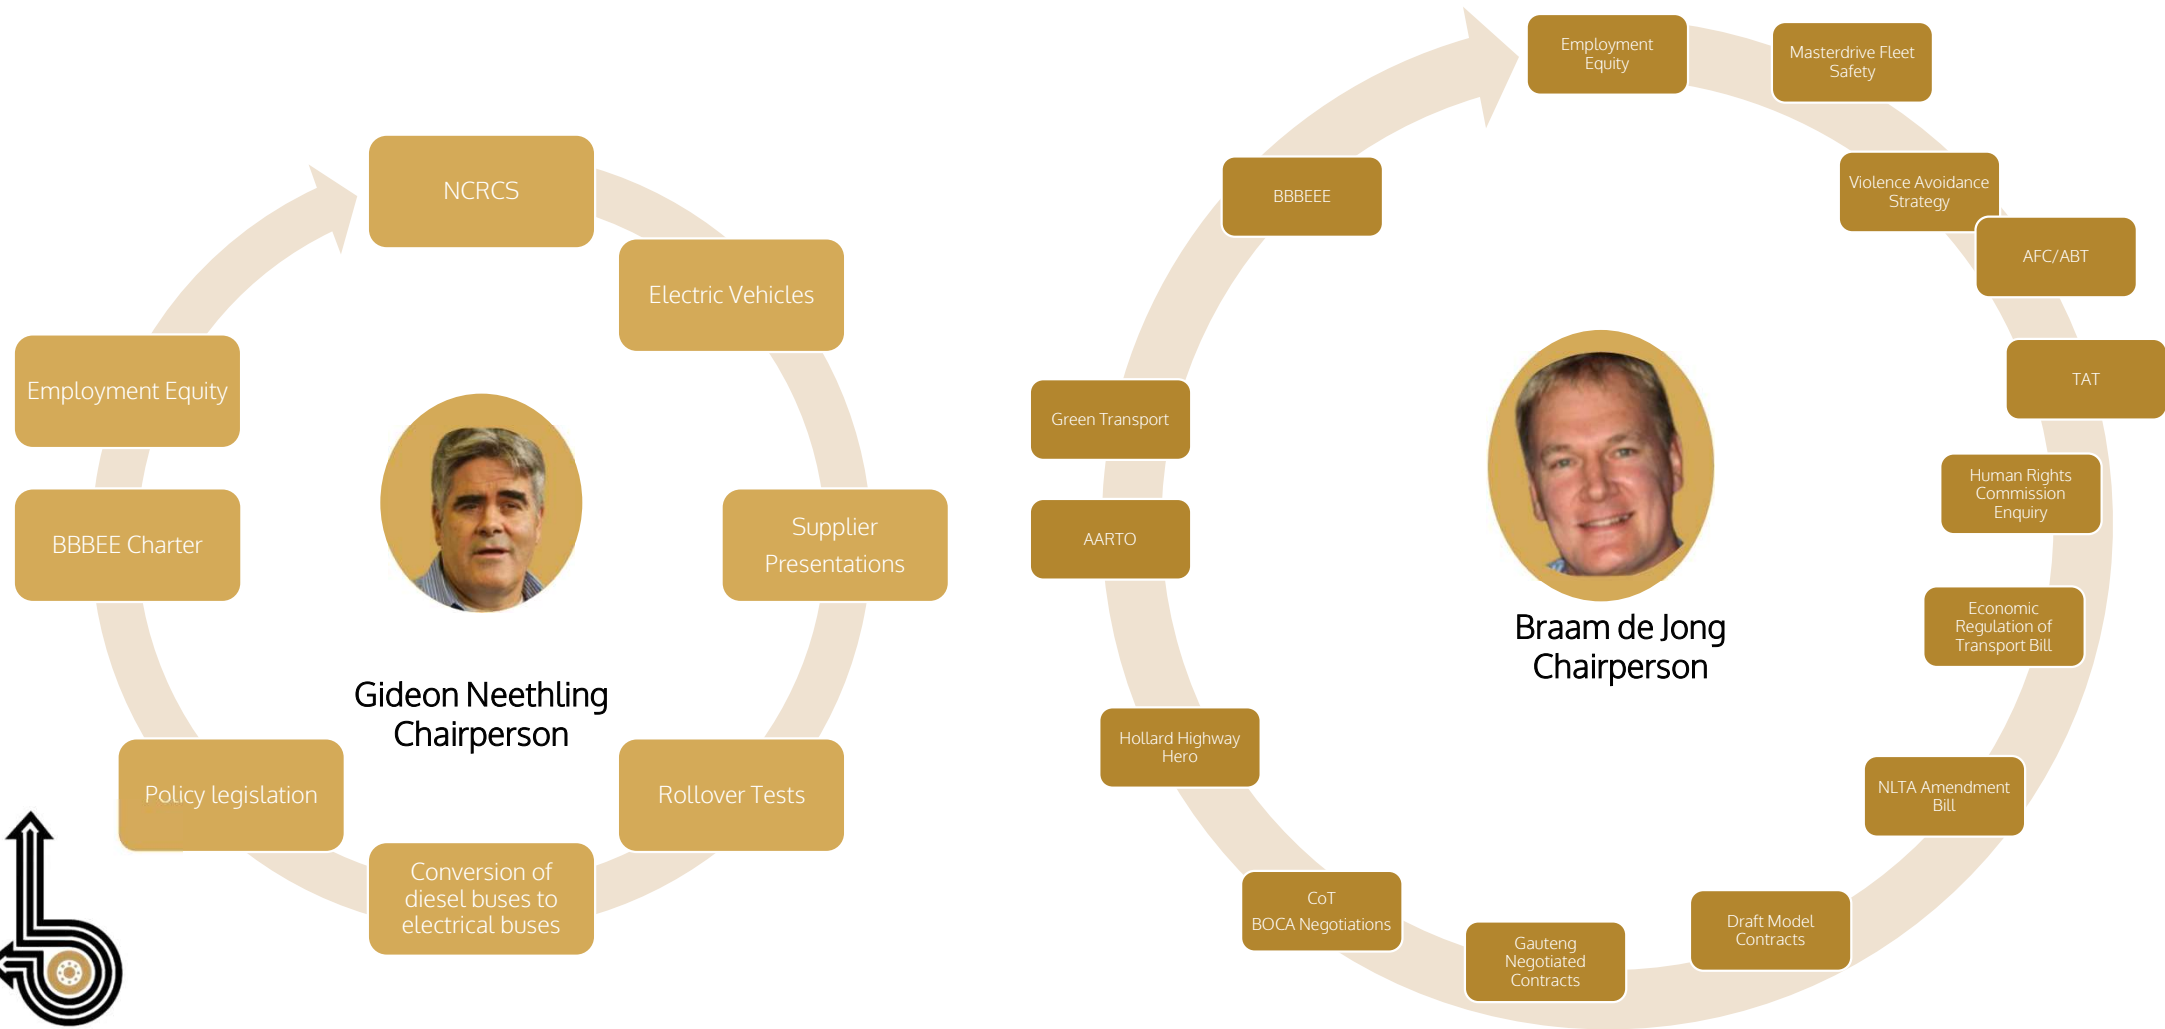 NCRCS
Electric Vehicles
Supplier
Presentations
Rollover Tests
Conversion of
diesel buses to
electrical buses
Policy legislation
BBBEE Charter
Employment Equity
Gideon Neethling
Chairperson
Employment
Equity
Masterdrive Fleet
Safety
Violence Avoidance
Strategy
AFC/ABT
TAT
Human Rights
Commission
Enquiry
Economic
Regulation of
Transport Bill
NLTA Amendment
Bill
Draft Model
Contracts
Gauteng
Negotiated
Contracts
CoT
BOCA Negotiations
Hollard Highway
Hero
AARTO
Green Transport
BBBEEE
Braam de Jong
Chairperson